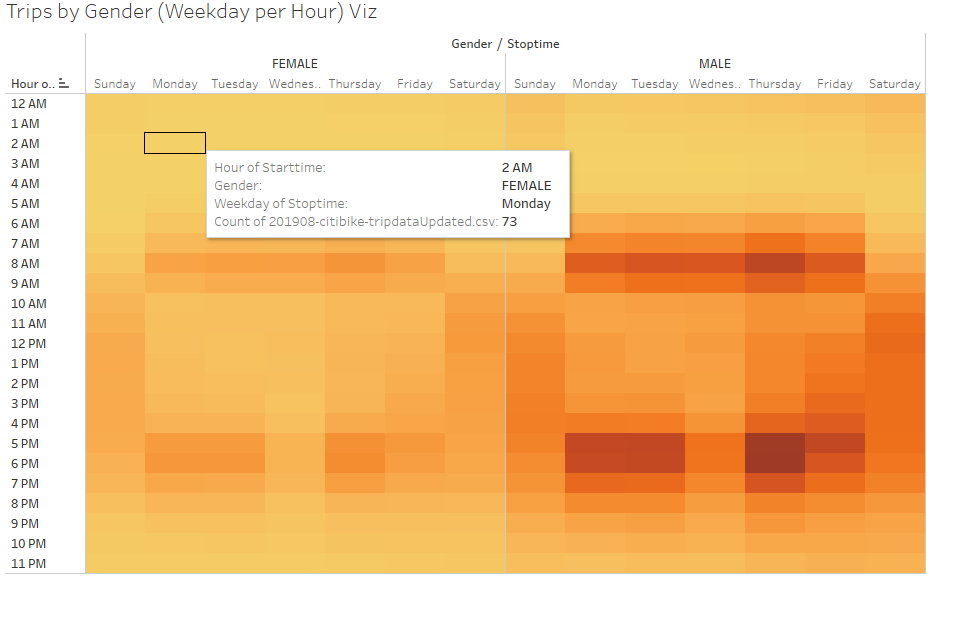 Trips by Gender (Weekday per Hour) Viz
Gender / Stoptime
FEMALE MALE
Hour o.. Sunday Monday Tuesday Wednes.. Thursday Friday Saturday Sunday Monday Tuesday Wednes.. Thursday Friday Saturday
12 AM
1 AM
2 AM
3 AM
4 AM
5 AM
6 AM
7 AM
8 AM
9 AM
10 AM
11 AM
12 PM
1 PM
2 PM
3 PM
4 PM
5 PM
6 PM
7 PM
8 PM
9 PM
10 PM
11 PM
Hour of Starttime: 2 AM
Gender: FEMALE
Weekday of Stoptime: Monday
Count of 201908-citibike-tripdataUpdated.csv: 73